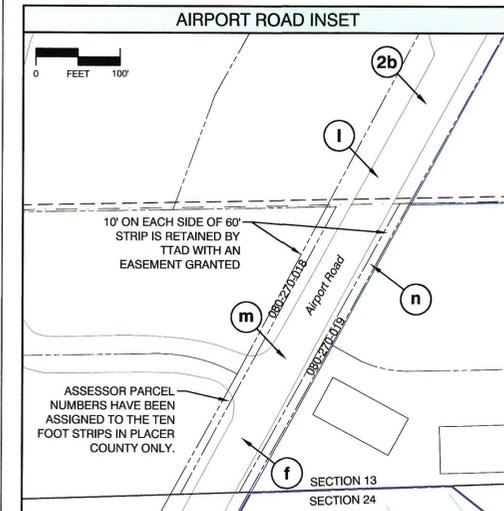 AIRPORT ROAD INSET
0 FEET 100'
2b
l
10' ON EACH SIDE OF 60'
STRIP IS RETAINED BY
TTAD WITH AN
EASEMENT GRANTED
080-270-018
Airport Road
n
m
080-270-019
ASSESSOR PARCEL
NUMBERS HAVE BEEN
ASSIGNED TO THE TEN
FOOT STRIPS IN PLACER
COUNTY ONLY.
f
SECTION 13
SECTION 24